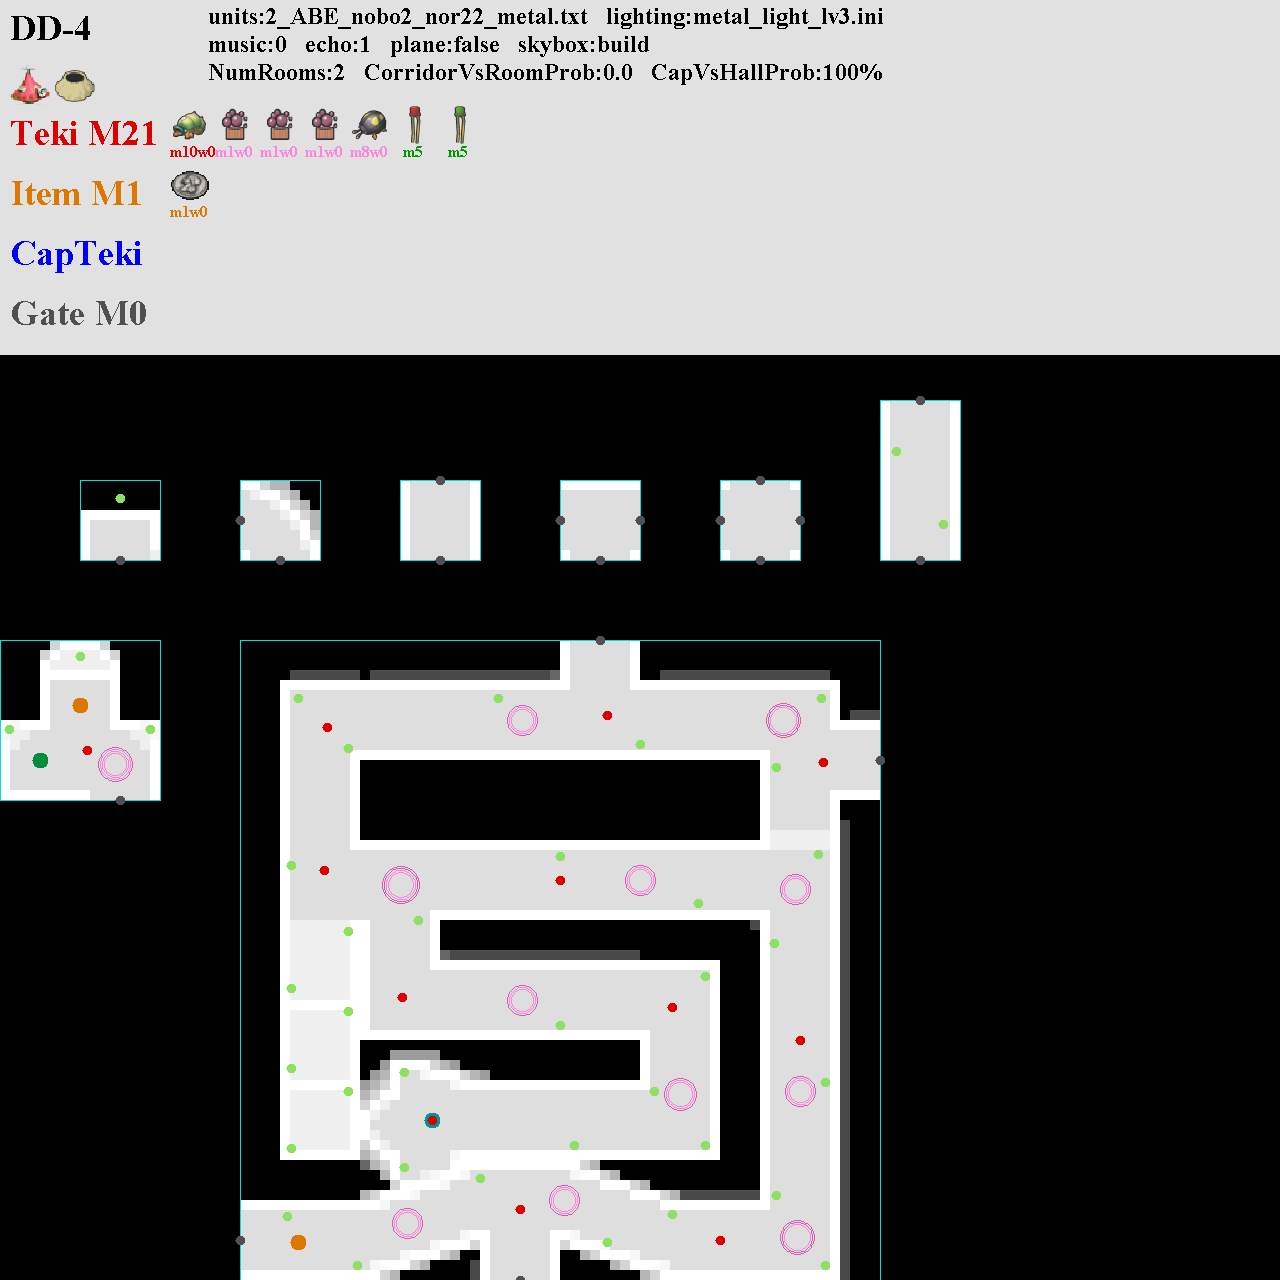 DD-4
units:2_ABE_nobo2_nor22_metal.txt lighting:metal_light_lv3.ini
music:0 echo:1 plane:false skybox:build
NumRooms:2 CorridorVsRoomProb:0.0 CapVsHallProb:100%
Teki M21
m10w0 m1w0 m1w0 m1w0 m8w0 m5 m5
Item M1
m1w0
CapTeki
Gate M0